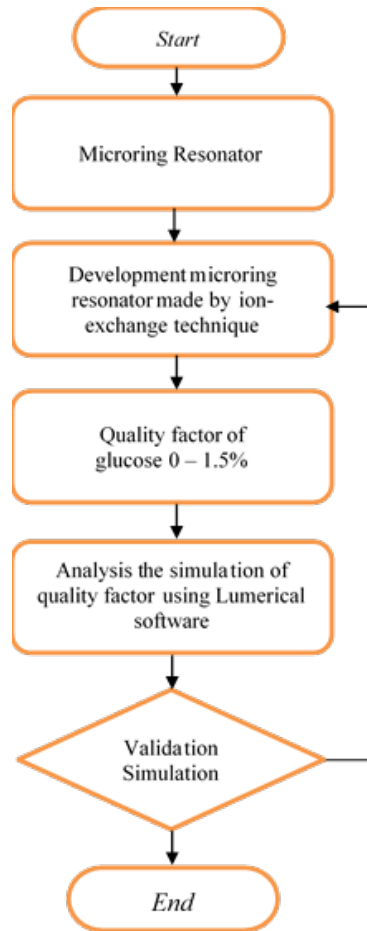 Start
Microring Resonator
Development microring
resonator made by ion-
exchange technique
Quality factor of
glucose 0 – 1.5%
Analysis the simulation of
quality factor using Lumerical
software
Validation
Simulation
End